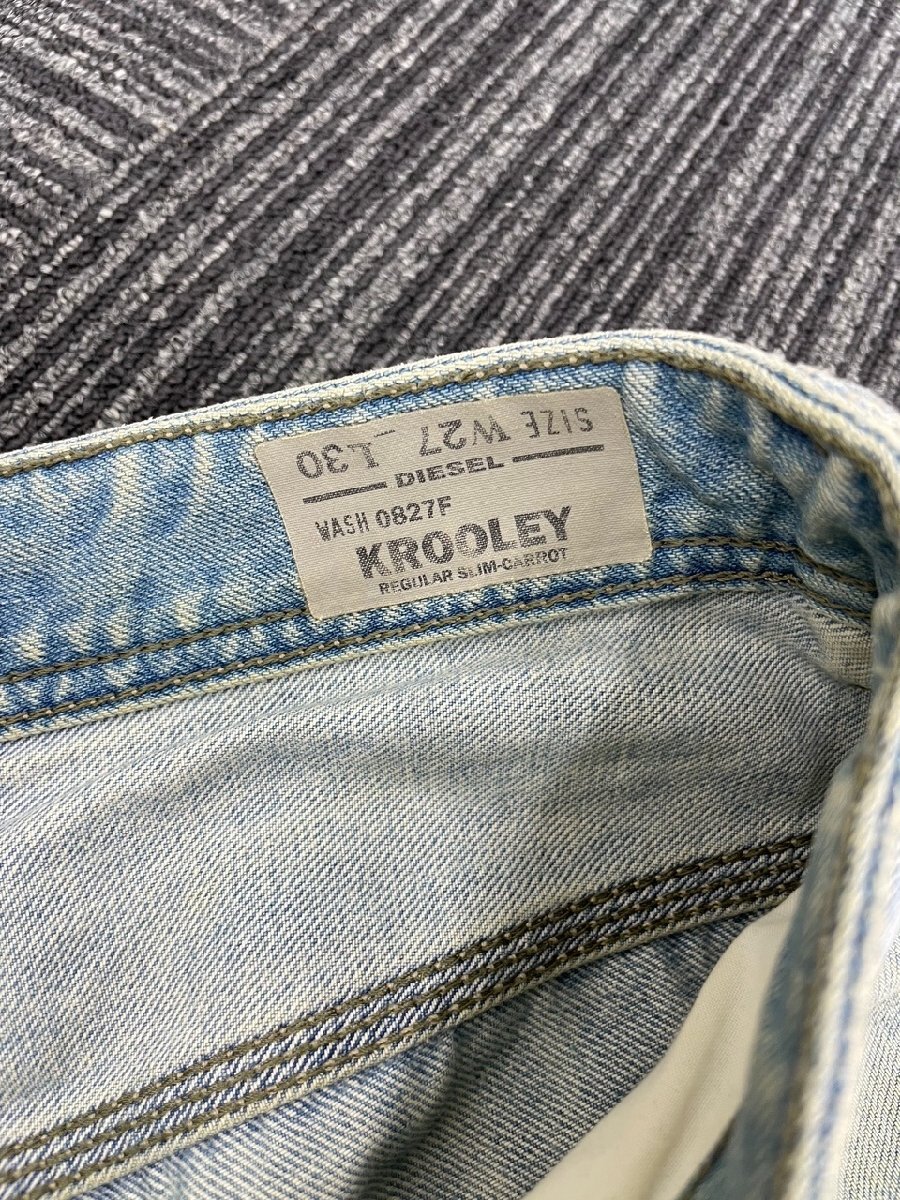 SIZE W27 L30
DIESEL
WASH 0827F
KROOLEY
REGULAR SLIM-CARROT